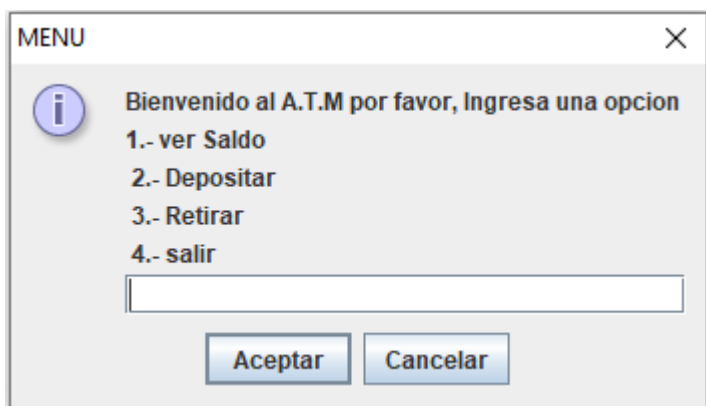 MENU
Bienvenido al A.T.M por favor, Ingresa una opcion
1.- ver Saldo
2.- Depositar
3.- Retirar
4.- salir
Aceptar
Cancelar